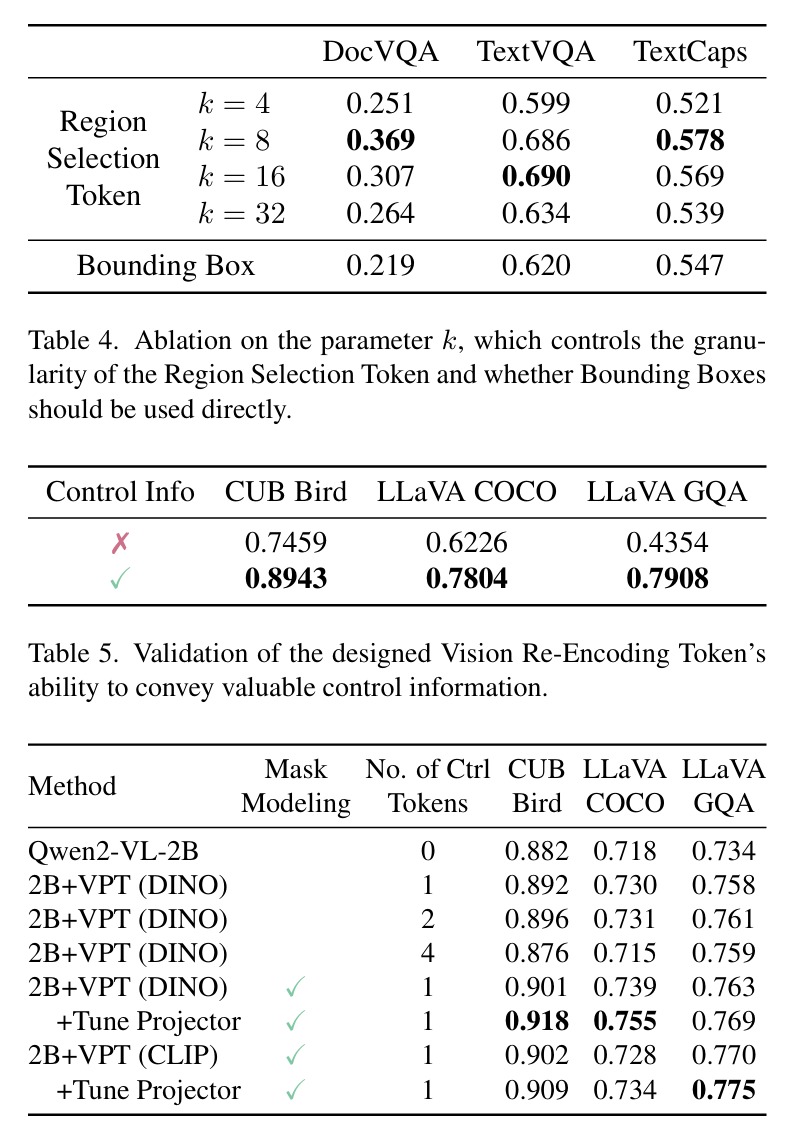 DocVQA TextVQA TextCaps
Region Selection Token
k = 4 0.251 0.599 0.521
k = 8 0.369 0.686 0.578
k = 16 0.307 0.690 0.569
k = 32 0.264 0.634 0.539
Bounding Box 0.219 0.620 0.547
Table 4. Ablation on the parameter k, which controls the granu-
larity of the Region Selection Token and whether Bounding Boxes
should be used directly.
Control Info CUB Bird LLaVA COCO LLaVA GQA
✗ 0.7459 0.6226 0.4354
✓ 0.8943 0.7804 0.7908
Table 5. Validation of the designed Vision Re-Encoding Token's
ability to convey valuable control information.
Method Mask Modeling No. of Ctrl Tokens CUB Bird LLaVA COCO LLaVA GQA
Qwen2-VL-2B 0 0.882 0.718 0.734
2B+VPT (DINO) 1 0.892 0.730 0.758
2B+VPT (DINO) 2 0.896 0.731 0.761
2B+VPT (DINO) 4 0.876 0.715 0.759
2B+VPT (DINO) ✓ 1 0.901 0.739 0.763
+Tune Projector ✓ 1 0.918 0.755 0.769
2B+VPT (CLIP) ✓ 1 0.902 0.728 0.770
+Tune Projector ✓ 1 0.909 0.734 0.775